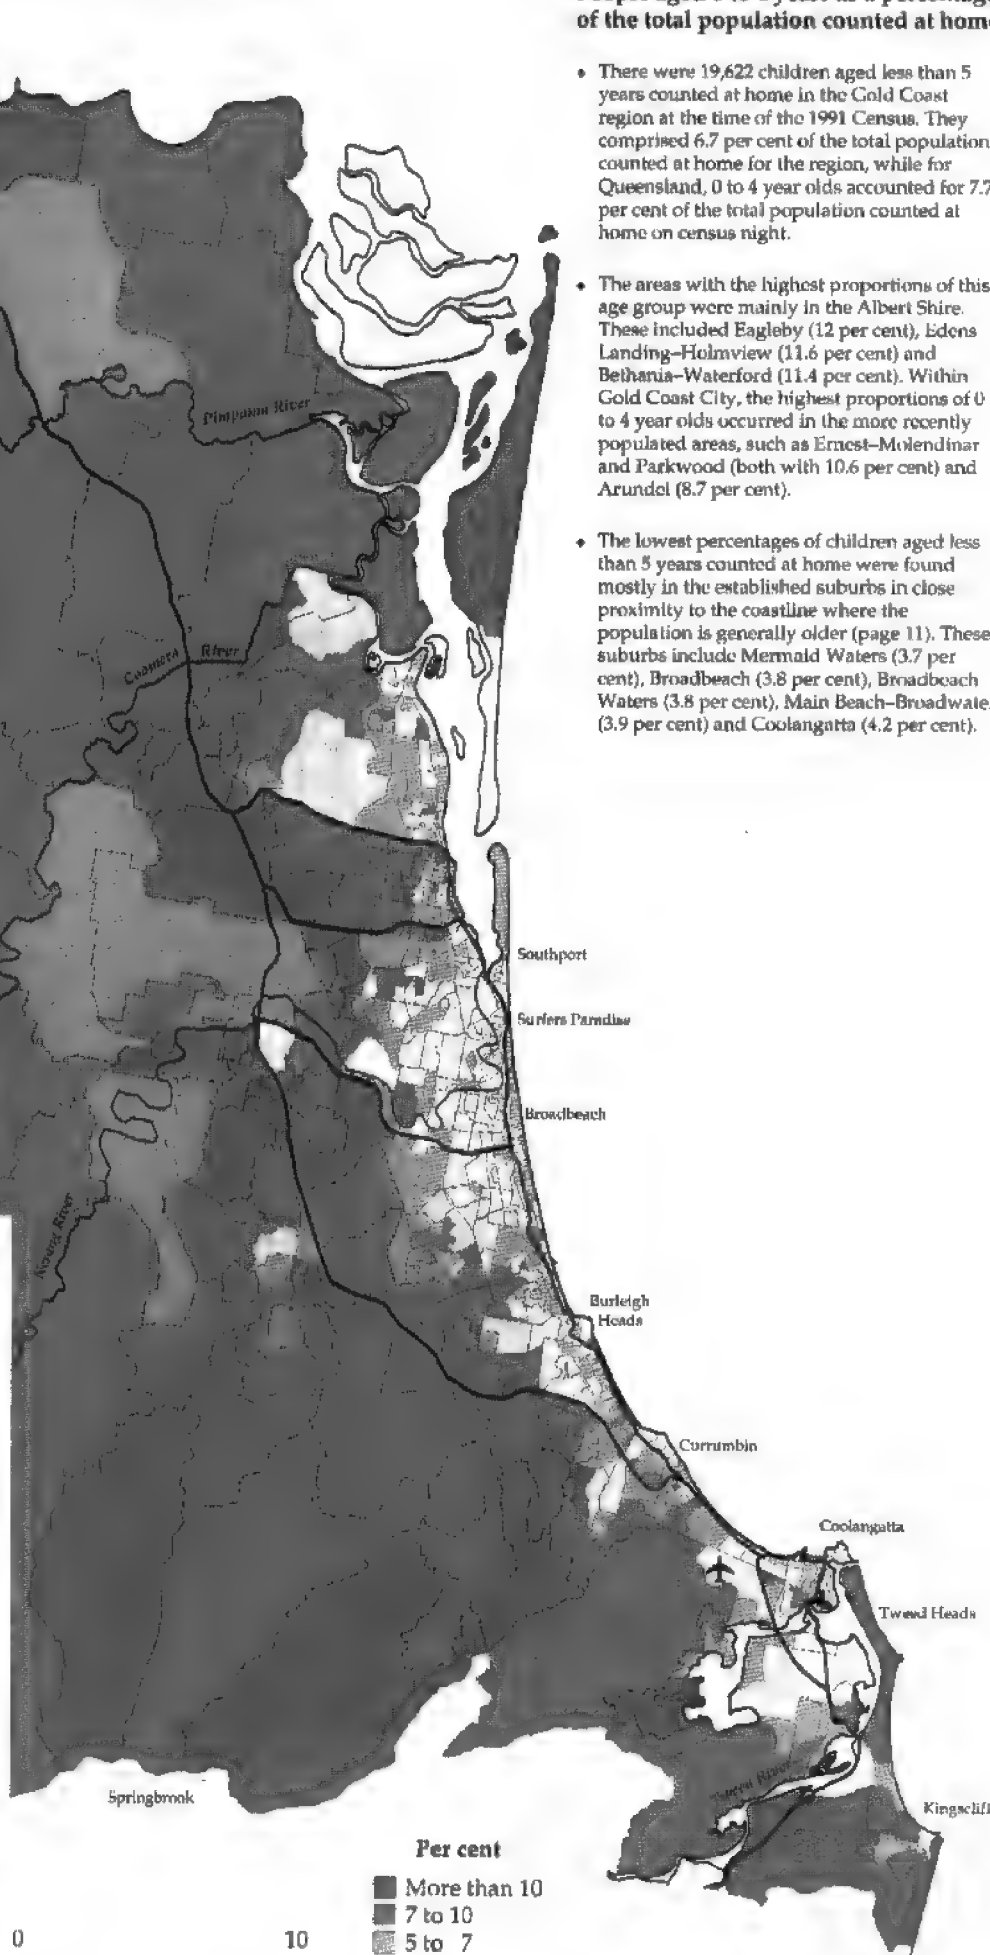 of the total population counted at home
• There were 19,622 children aged less than 5
years counted at home in the Gold Coast
region at the time of the 1991 Census. They
comprised 6.7 per cent of the total population
counted at home for the region, while for
Queensland, 0 to 4 year olds accounted for 7.7
per cent of the total population counted at
home on census night.
• The areas with the highest proportions of this
age group were mainly in the Albert Shire.
These included Eagleby (12 per cent), Edens
Landing–Holmview (11.6 per cent) and
Bethania–Waterford (11.4 per cent). Within
Gold Coast City, the highest proportions of 0
to 4 year olds occurred in the more recently
populated areas, such as Ernest–Molendinar
and Parkwood (both with 10.6 per cent) and
Arundel (8.7 per cent).
• The lowest percentages of children aged less
than 5 years counted at home were found
mostly in the established suburbs in close
proximity to the coastline where the
population is generally older (page 11). These
suburbs include Mermaid Waters (3.7 per
cent), Broadbeach (3.8 per cent), Broadbeach
Waters (3.8 per cent), Main Beach–Broadwate
(3.9 per cent) and Coolangatta (4.2 per cent).
Pimpama River
Coomera River
Southport
Surfers Paradise
Broadbeach
Nerang River
Burleigh
Heads
Currumbin
Coolangatta
Tweed Heads
Tweed River
Springbrook
Kingscliff
Per cent
More than 10
7 to 10
5 to 7
0 10